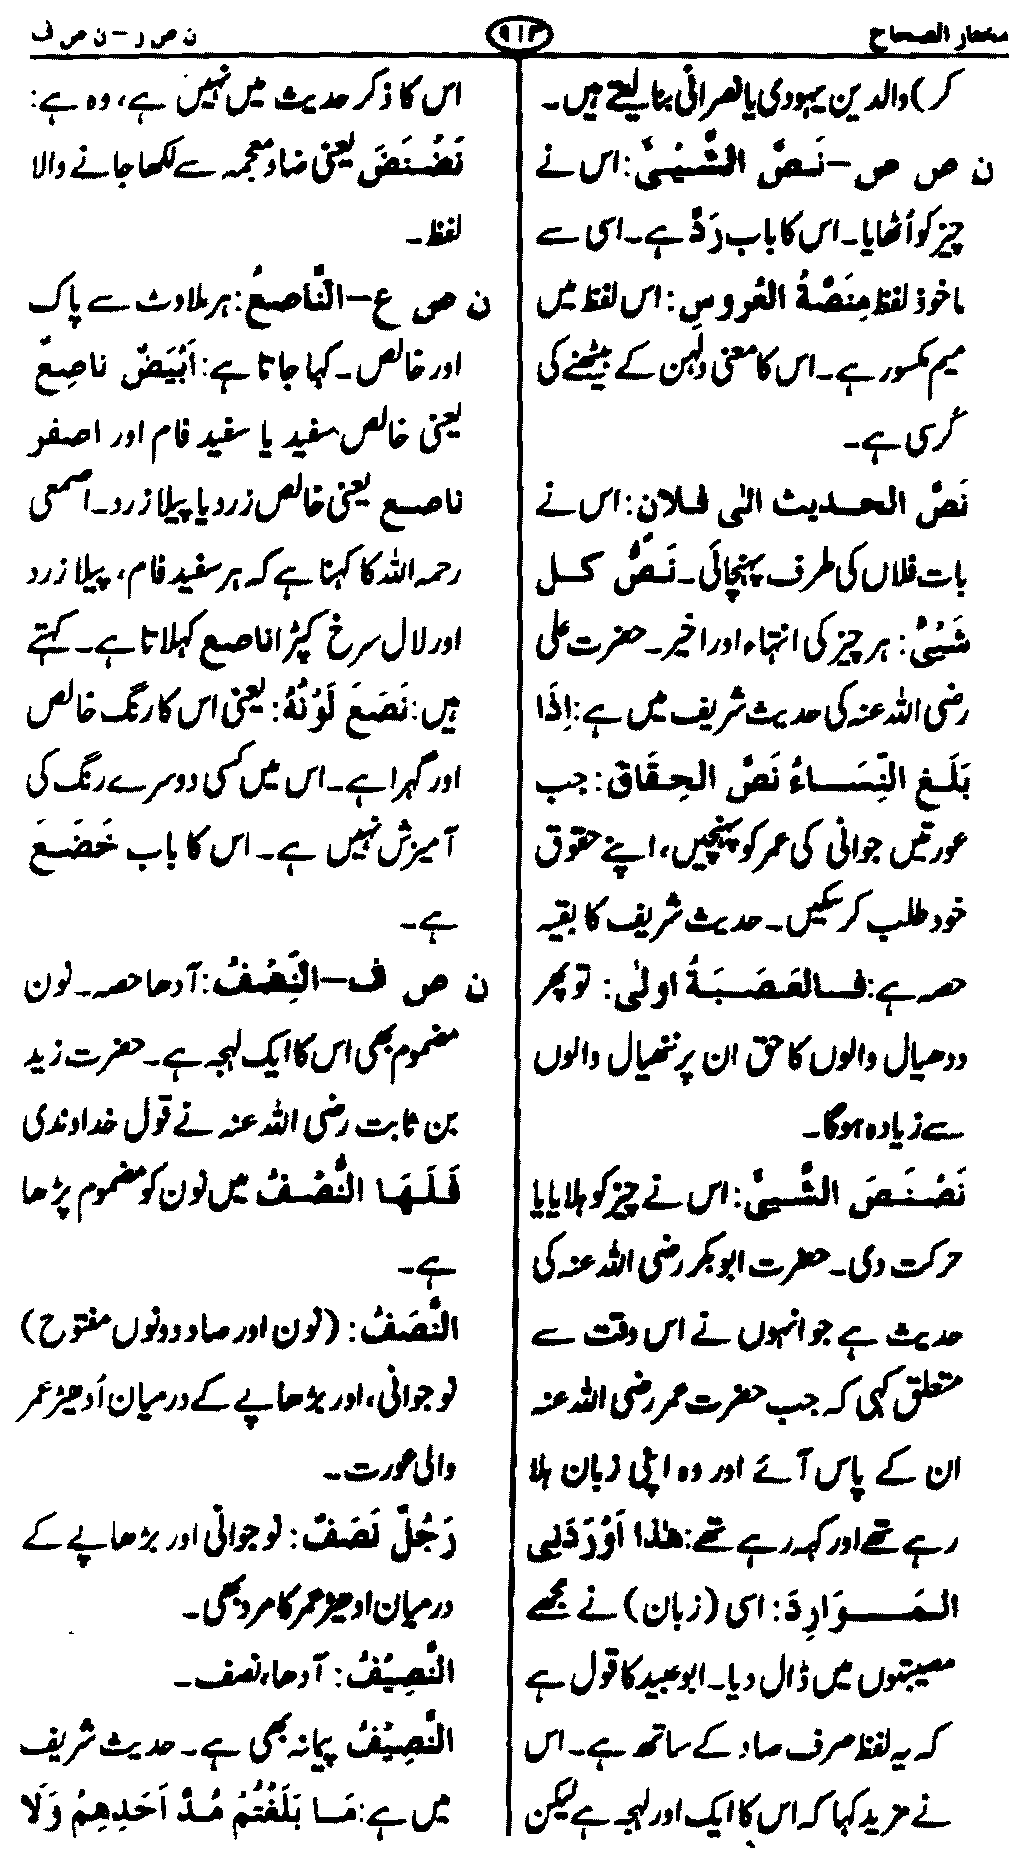 مختار الصحاح
۹۱۳
ن ص ر – ن ص ف
کر) والدین یہودی یا نصرانی بنا لیتے ہیں۔
ن ص ص – نَصَّ الشَّیْئَ: اس نے
چیز کو اُٹھایا۔ اس کا باب رَدَّ ہے۔ اسی سے
ماخوذ لفظ مِنَصَّةُ العُروسِ: اس لفظ میں
میم مکسور ہے۔ اس کا معنی دلہن کے بیٹھنے کی
کُرسی ہے۔
نَصَّ الحدیث الی فلان: اس نے
بات فلاں کی طرف پہنچائی۔ نَصُّ کل
شَیْئٍ: ہر چیز کی انتہاء اور اخیر۔ حضرت علی
رضی اللہ عنہ کی حدیث شریف میں ہے: اِذَا
بَلَغ النِّسَاءُ نَصَّ الحِقَاق: جب
عورتیں جوانی کی عمر کو پہنچیں، اپنے حقوق
خود طلب کر سکیں۔ حدیث شریف کا بقیہ
حصہ ہے: فالعَصَبَةُ اولٰی: تو پھر
ددھیال والوں کا حق ان پر ننھیال والوں
سے زیادہ ہوگا۔
نَصْنَصَ الشَّیئَ: اس نے چیز کو ہلایا یا
حرکت دی۔ حضرت ابوبکر رضی اللہ عنہ کی
حدیث ہے جو انہوں نے اس وقت سے
متعلق کہی کہ جب حضرت عمر رضی اللہ عنہ
ان کے پاس آئے اور وہ اپنی زبان ہلا
رہے تھے اور کہہ رہے تھے: ھٰذا اَوْرَدَنِی
المَوَارِدَ: اسی (زبان) نے مجھے
مصیبتوں میں ڈال دیا۔ ابوعبید کا قول ہے
کہ یہ لفظ صرف صاد کے ساتھ ہے۔ اس
نے مزید کہا کہ اس کا ایک اور لہجہ ہے لیکن
اس کا ذکر حدیث میں نہیں ہے، وہ ہے:
نَضْنَضَ یعنی ضاد معجمہ سے لکھا جانے والا
لفظ۔
ن ص ع – النَّاصعُ: ہر ملاوٹ سے پاک
اور خالص۔ کہا جاتا ہے: اَبْیَضُ ناصِعٌ
یعنی خالص سفید یا سفید فام اور اصفر
ناصع یعنی خالص زرد یا پیلا زرد۔ اصمعی
رحمہ اللہ کا کہنا ہے کہ ہر سفید فام، پیلا زرد
اور لال سرخ کپڑا ناصع کہلاتا ہے۔ کہتے
ہیں: نَصَعَ لَوْنُهُ: یعنی اس کا رنگ خالص
اور گہرا ہے۔ اس میں کسی دوسرے رنگ کی
آمیزش نہیں ہے۔ اس کا باب خَضَعَ
ہے۔
ن ص ف – النِّصْفُ: آدھا حصہ۔ نون
مضموم بھی اس کا ایک لہجہ ہے۔ حضرت زید
بن ثابت رضی اللہ عنہ نے قول خداوندی
فَلَهَا النُّصْفُ میں نون کو مضموم پڑھا
ہے۔
النَّصَفُ: (نون اور صاد دونوں مفتوح)
نوجوانی، اور بڑھاپے کے درمیان اُدھیڑ عمر
والی عورت۔
رَجُلٌ نَصَفٌ: نوجوانی اور بڑھاپے کے
درمیان ادھیڑ عمر کا مرد بھی۔
النَّصِیْفُ: آدھا، نصف۔
النَّصِیْفُ پیمانہ بھی ہے۔ حدیث شریف
میں ہے: مَا بَلَغْتُمْ مُدَّ اَحَدِهِمْ وَلَا